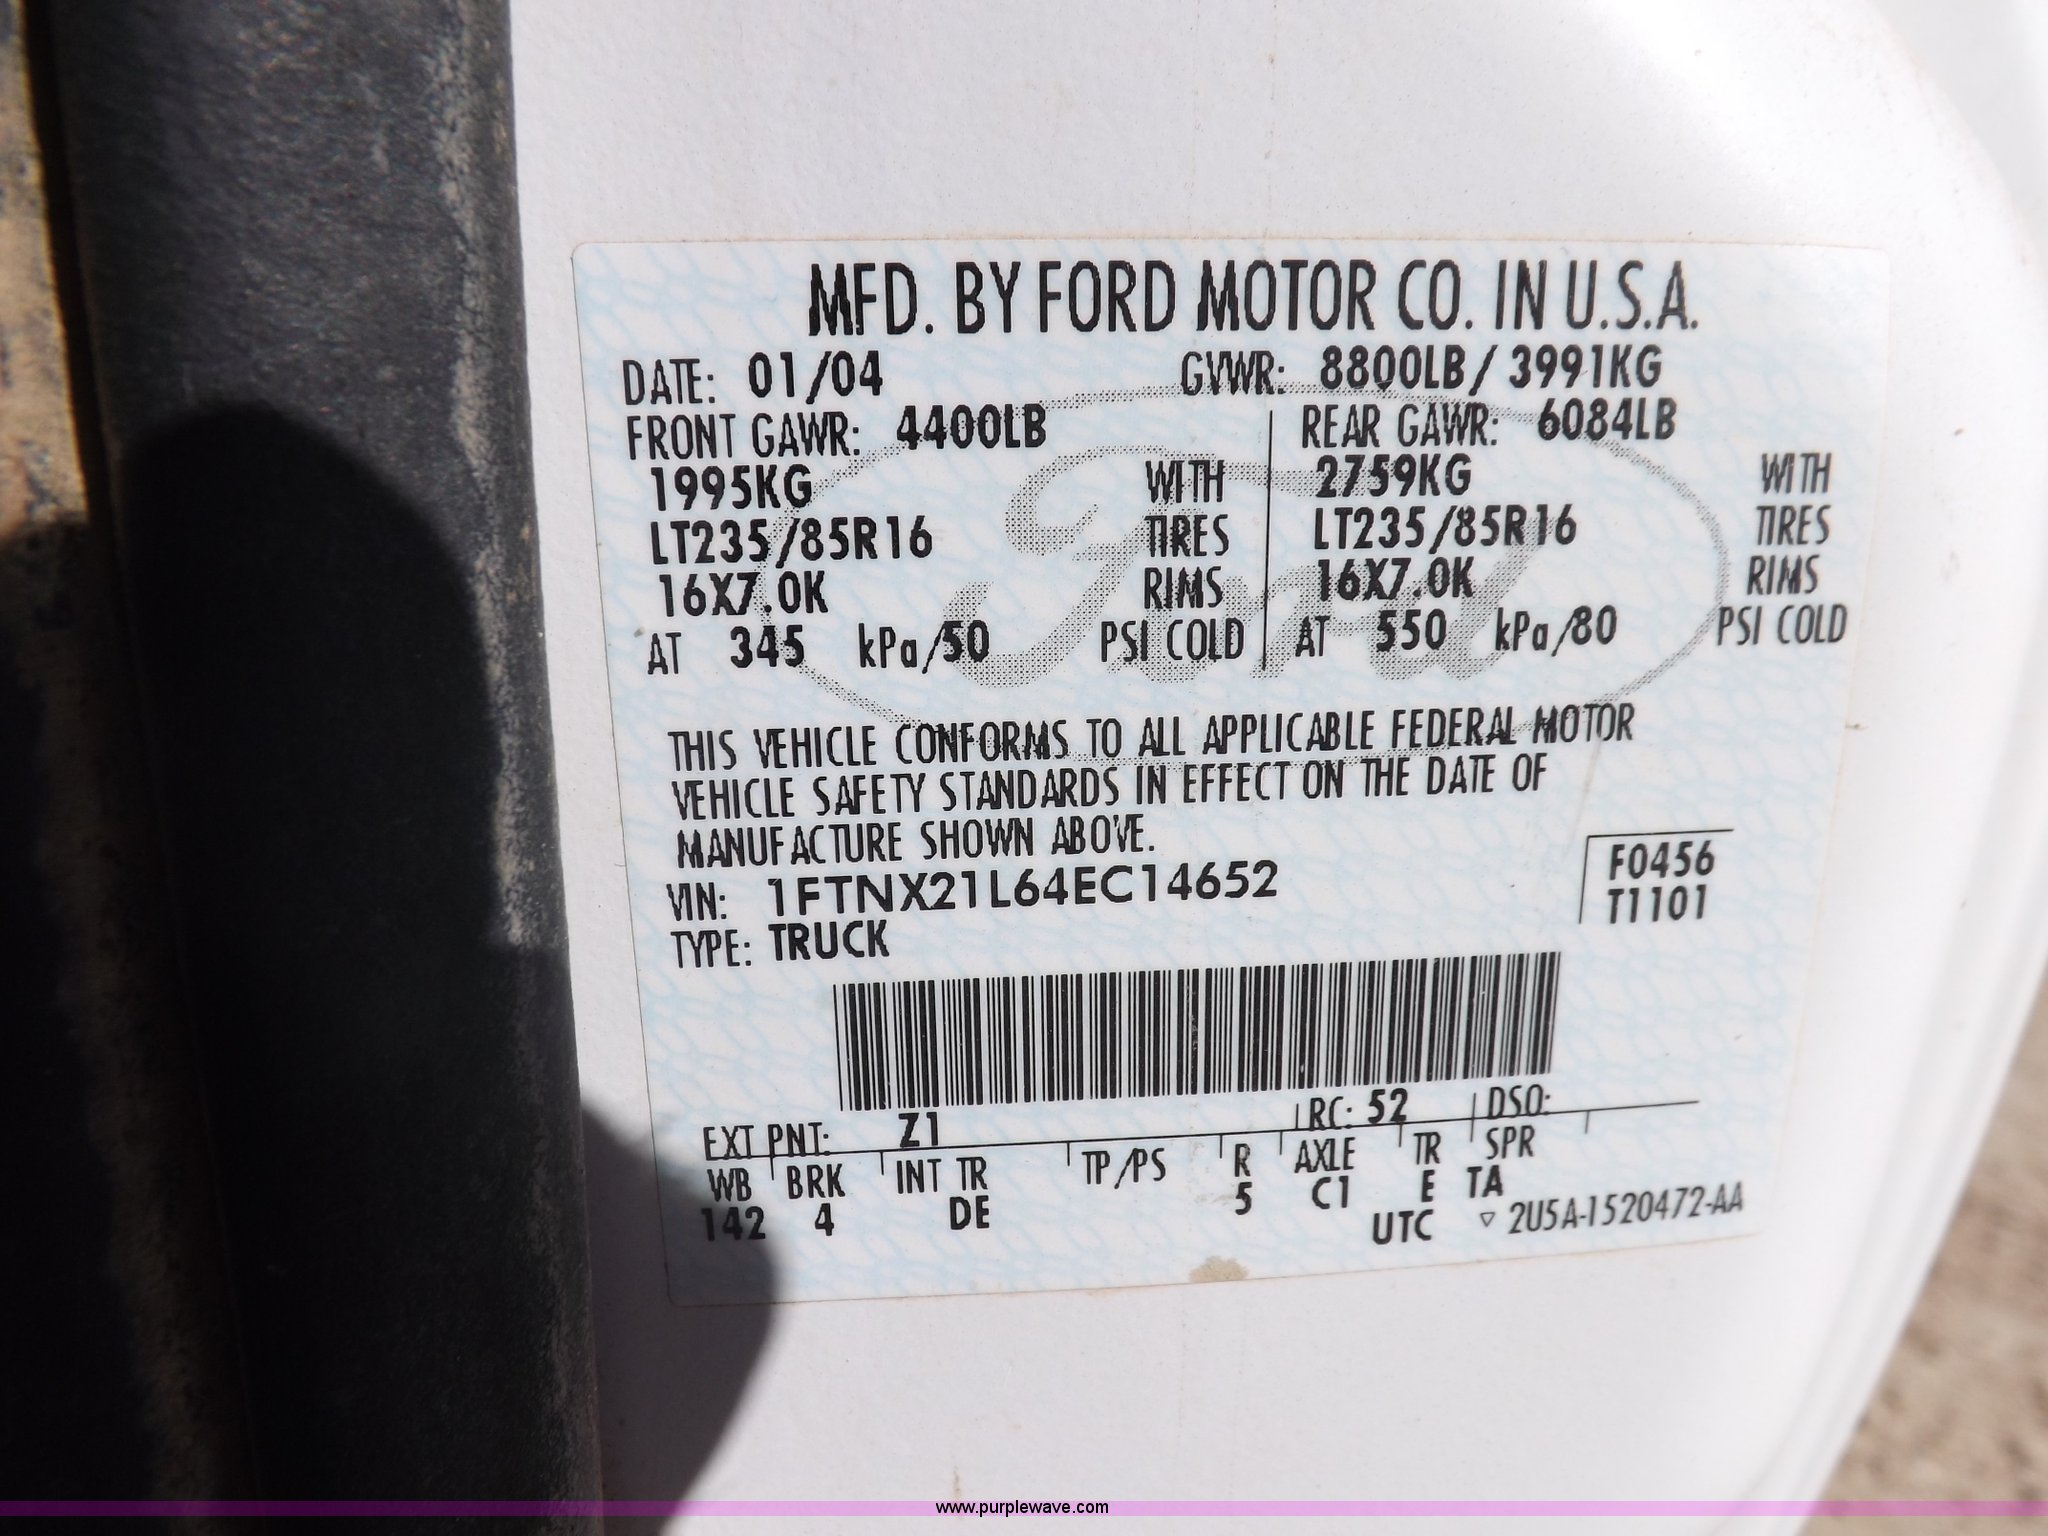 MFD. BY FORD MOTOR CO. IN U.S.A.
DATE: 01/04 GVWR: 8800LB / 3991KG
FRONT GAWR: 4400LB REAR GAWR: 6084LB
1995KG WITH 2759KG WITH
LT235/85R16 TIRES LT235/85R16 TIRES
16X7.0K RIMS 16X7.0K RIMS
AT 345 kPa/50 PSI COLD AT 550 kPa/80 PSI COLD
Ford
THIS VEHICLE CONFORMS TO ALL APPLICABLE FEDERAL MOTOR
VEHICLE SAFETY STANDARDS IN EFFECT ON THE DATE OF
MANUFACTURE SHOWN ABOVE.
VIN: 1FTNX21L64EC14652
F0456
T1101
TYPE: TRUCK
EXT PNT: Z1 RC: 52 DSO:
WB BRK INT TR TP/PS R AXLE TR SPR
142 4 DE 5 C1 E TA
UTC ▽ 2U5A-1520472-AA
www.purplewave.com